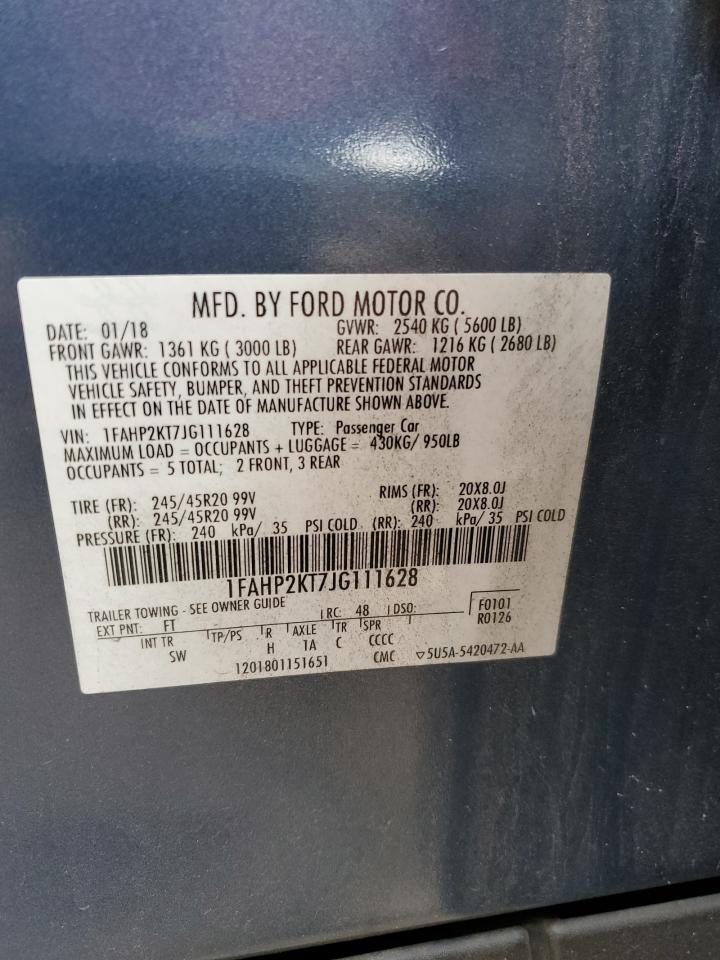 MFD. BY FORD MOTOR CO.
DATE: 01/18 GVWR: 2540 KG ( 5600 LB)
FRONT GAWR: 1361 KG ( 3000 LB) REAR GAWR: 1216 KG ( 2680 LB)
THIS VEHICLE CONFORMS TO ALL APPLICABLE FEDERAL MOTOR
VEHICLE SAFETY, BUMPER, AND THEFT PREVENTION STANDARDS
IN EFFECT ON THE DATE OF MANUFACTURE SHOWN ABOVE.
VIN: 1FAHP2KT7JG111628 TYPE: Passenger Car
MAXIMUM LOAD = OCCUPANTS + LUGGAGE = 430KG/ 950LB
OCCUPANTS = 5 TOTAL; 2 FRONT, 3 REAR
TIRE (FR): 245/45R20 99V RIMS (FR): 20X8.0J
(RR): 245/45R20 99V (RR): 20X8.0J
PRESSURE (FR): 240 kPa/ 35 PSI COLD (RR): 240 kPa/ 35 PSI COLD
1FAHP2KT7JG111628
TRAILER TOWING - SEE OWNER GUIDE
EXT PNT: FT RC: 48 DSO: F0101
INT TR TP/PS R AXLE TR SPR R0126
SW H 1A C CCCC
1201801151651 CMC ▽5U5A-5420472-AA